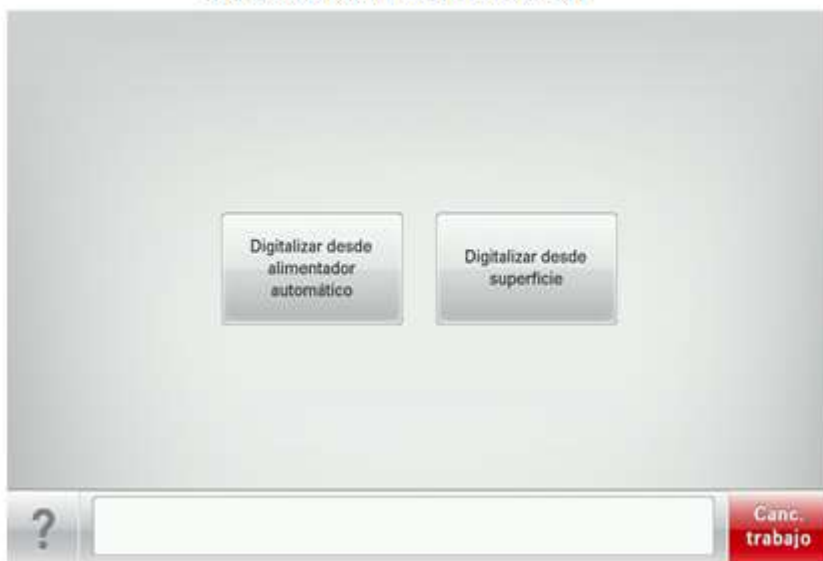 Digitalizar desde
alimentador
automático
Digitalizar desde
superficie
?
Canc.
trabajo